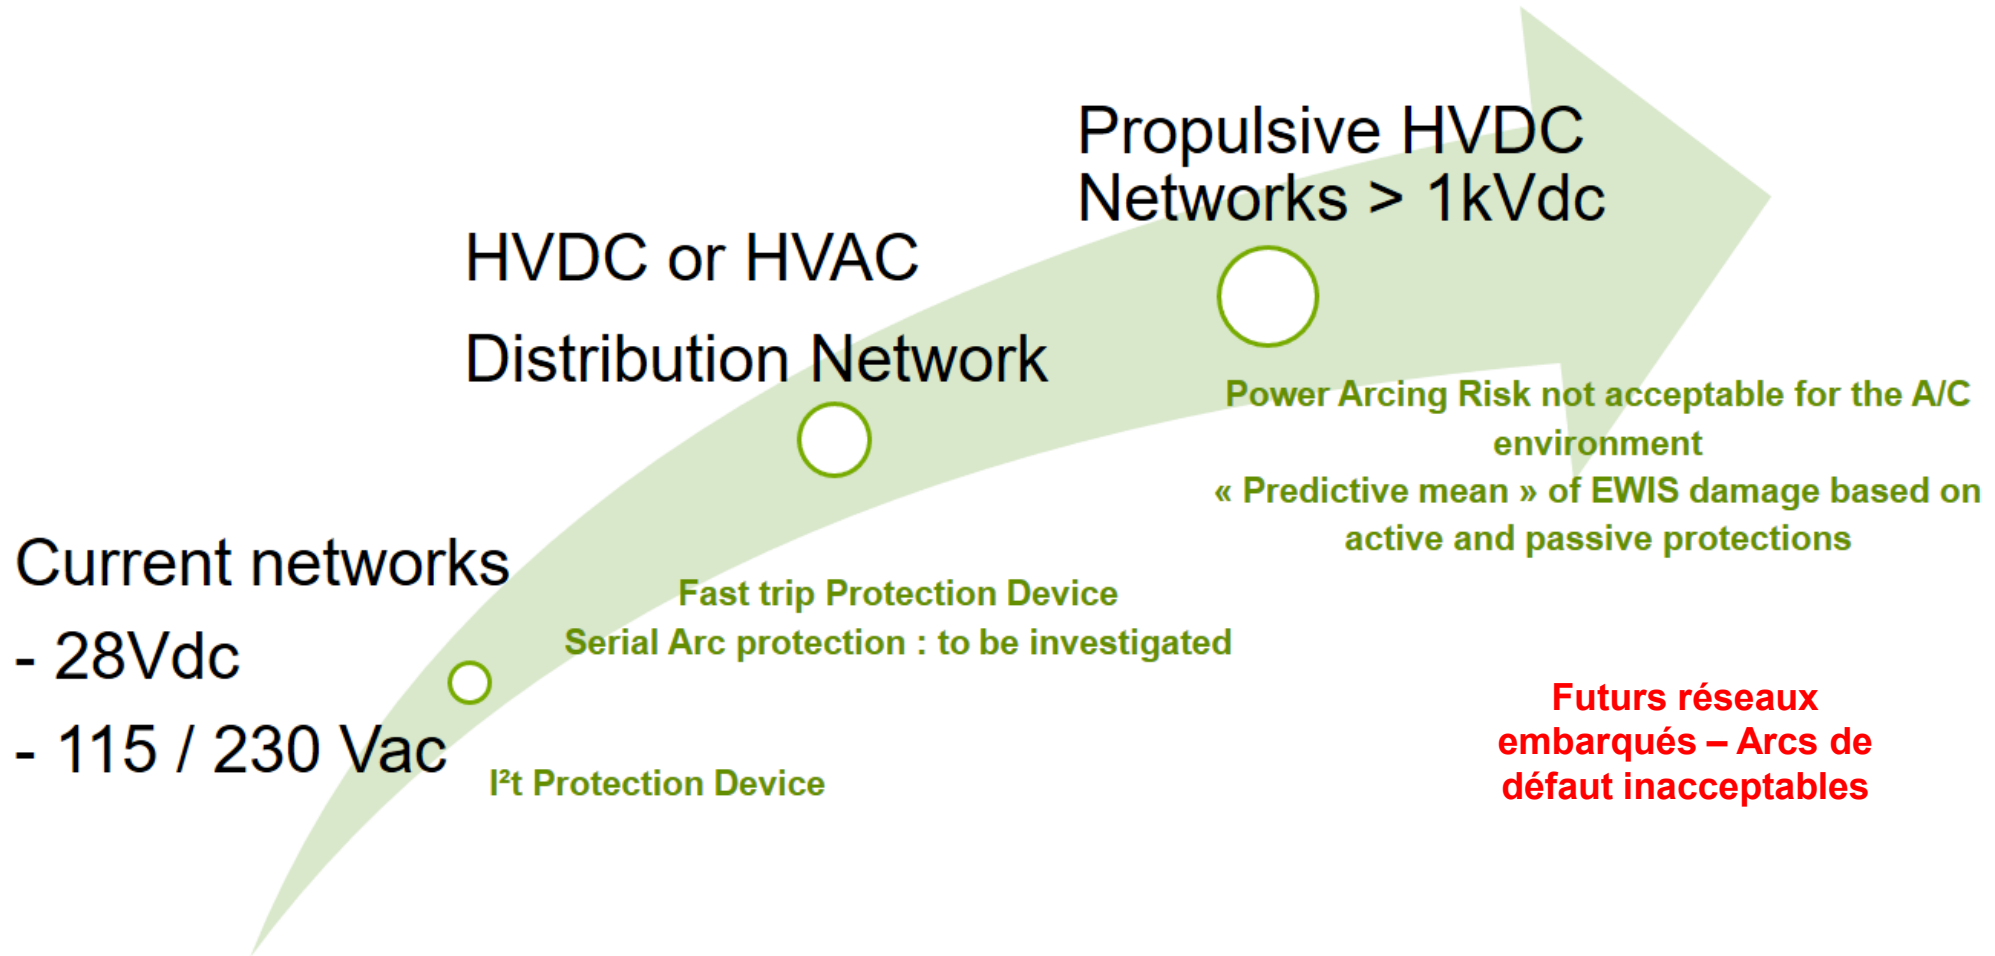 Propulsive HVDC
Networks > 1kVdc
HVDC or HVAC
Distribution Network
Power Arcing Risk not acceptable for the A/C
environment
« Predictive mean » of EWIS damage based on
active and passive protections
Current networks
- 28Vdc
- 115 / 230 Vac
Fast trip Protection Device
Serial Arc protection : to be investigated
I²t Protection Device
Futurs réseaux
embarqués – Arcs de
défaut inacceptables